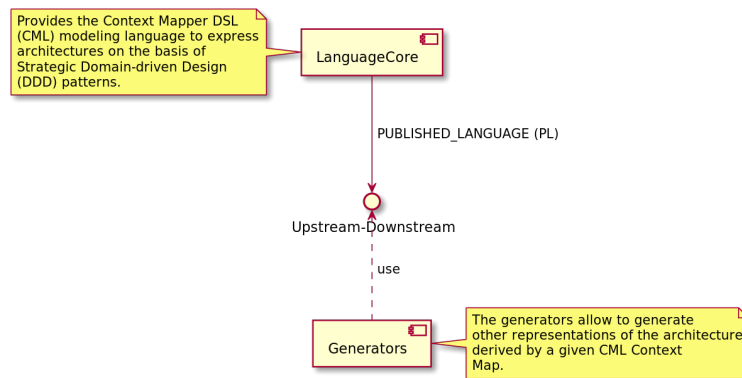 Provides the Context Mapper DSL
(CML) modeling language to express
architectures on the basis of
Strategic Domain-driven Design
(DDD) patterns.
LanguageCore
PUBLISHED_LANGUAGE (PL)
Upstream-Downstream
use
Generators
The generators allow to generate
other representations of the architecture
derived by a given CML Context
Map.